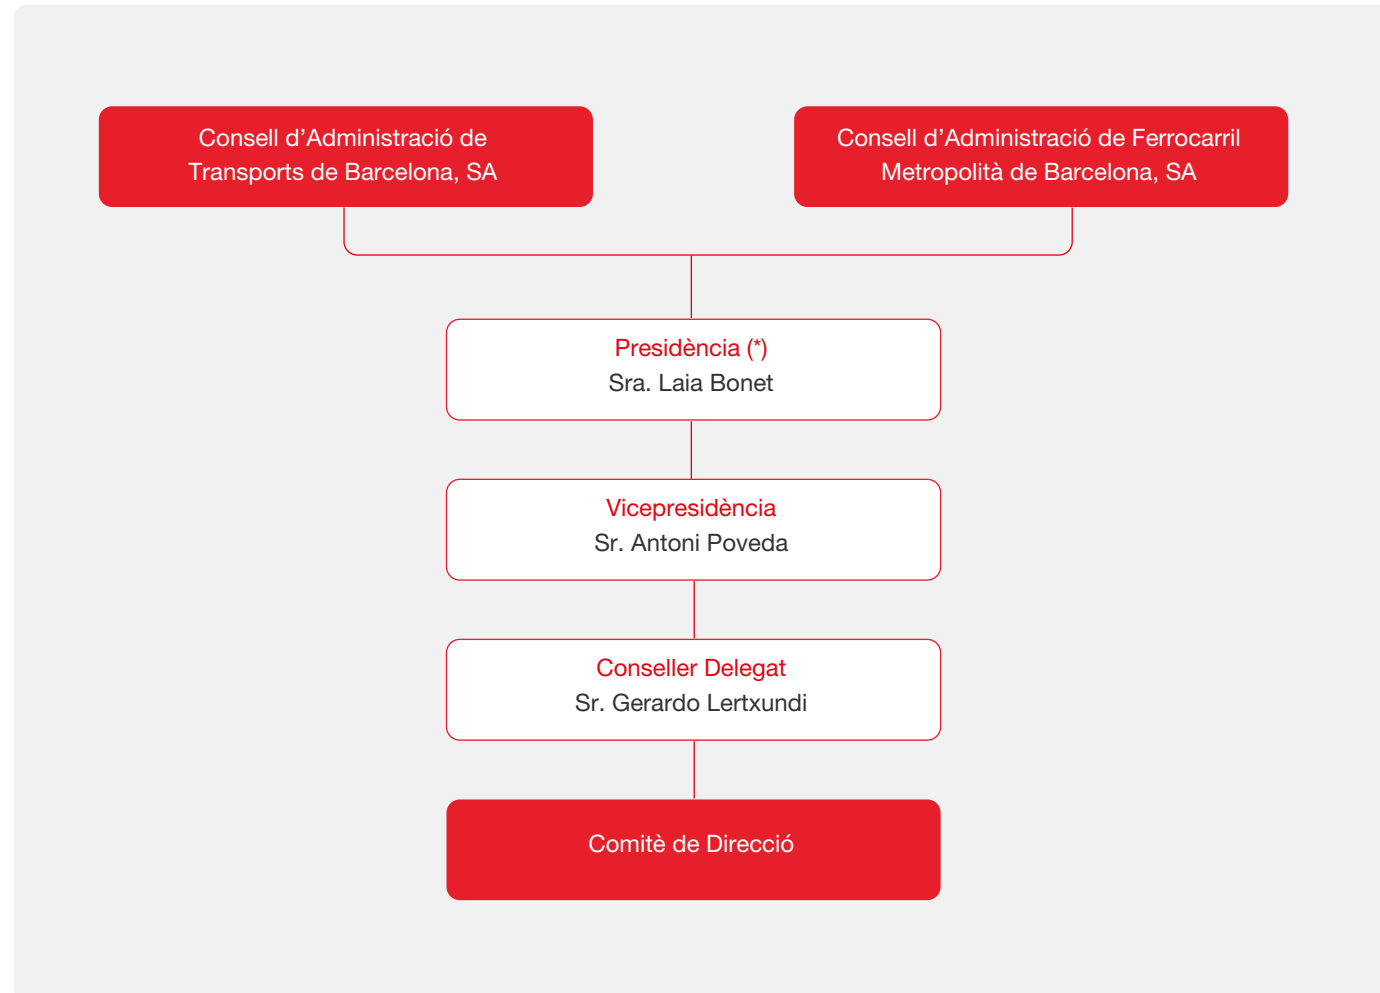 Consell d’Administració de
Transports de Barcelona, SA
Consell d’Administració de Ferrocarril
Metropolità de Barcelona, SA
Presidència (*)
Sra. Laia Bonet
Vicepresidència
Sr. Antoni Poveda
Conseller Delegat
Sr. Gerardo Lertxundi
Comitè de Direcció